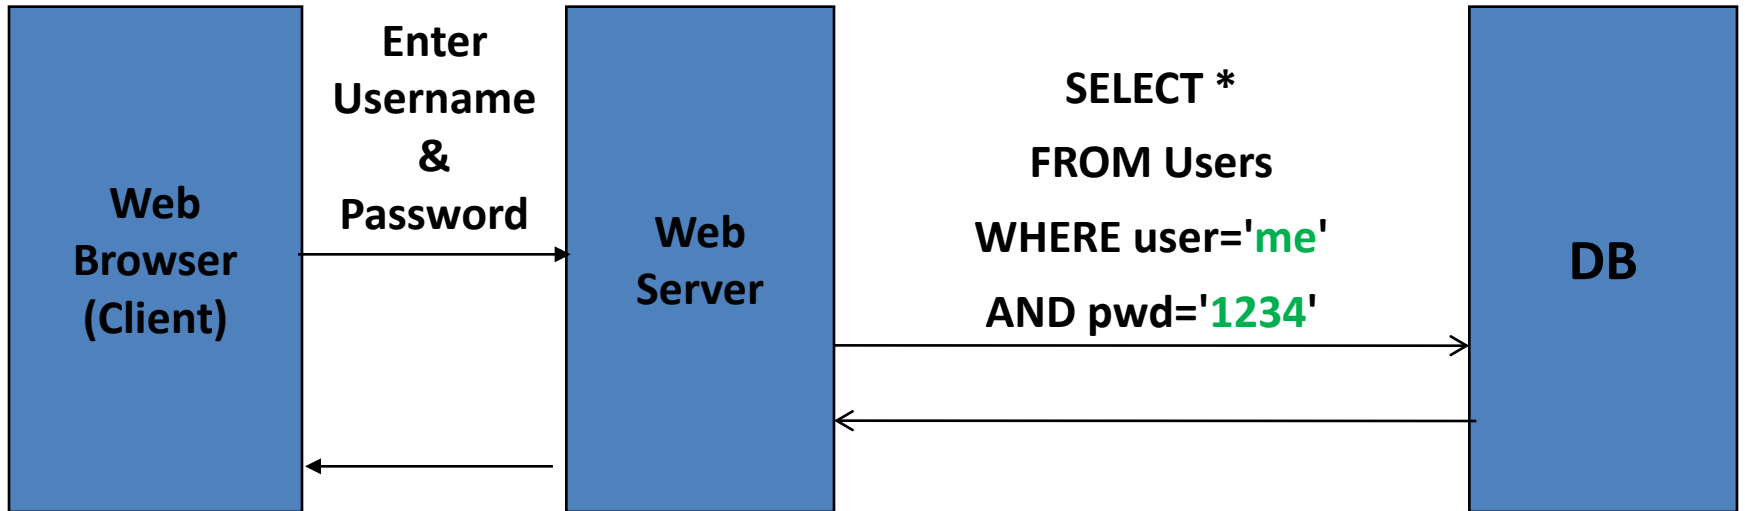 Web
Browser
(Client)
Enter
Username
&
Password
Web
Server
SELECT *
FROM Users
WHERE user='me'
AND pwd='1234'
DB